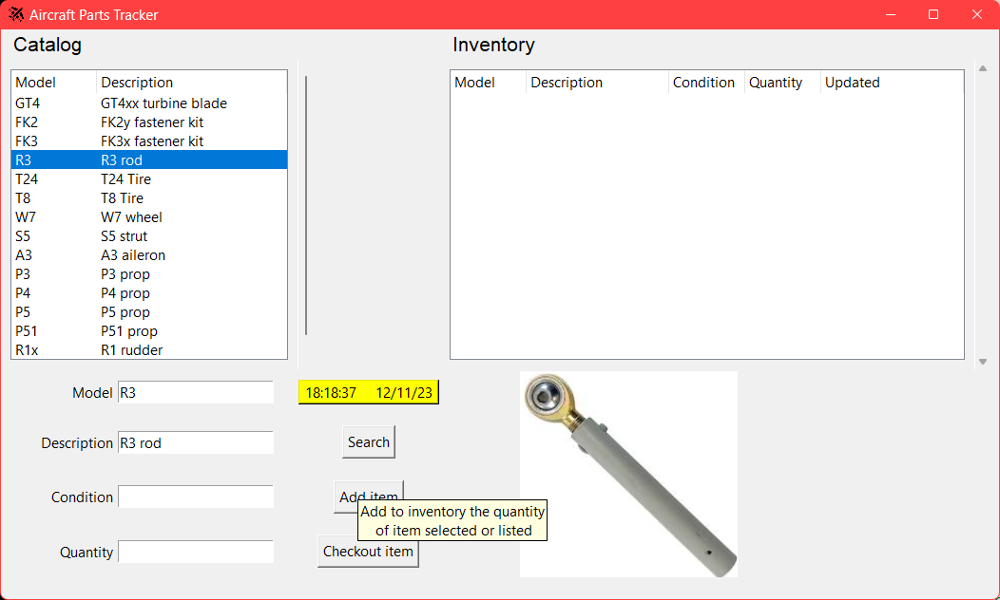 Aircraft Parts Tracker
Catalog
Model Description
GT4 GT4xx turbine blade
FK2 FK2y fastener kit
FK3 FK3x fastener kit
R3 R3 rod
T24 T24 Tire
T8 T8 Tire
W7 W7 wheel
S5 S5 strut
A3 A3 aileron
P3 P3 prop
P4 P4 prop
P5 P5 prop
P51 P51 prop
R1x R1 rudder
Inventory
Model Description Condition Quantity Updated
Model R3
18:18:37 12/11/23
Description R3 rod
Search
Condition
Add item
Add to inventory the quantity
of item selected or listed
Quantity
Checkout item